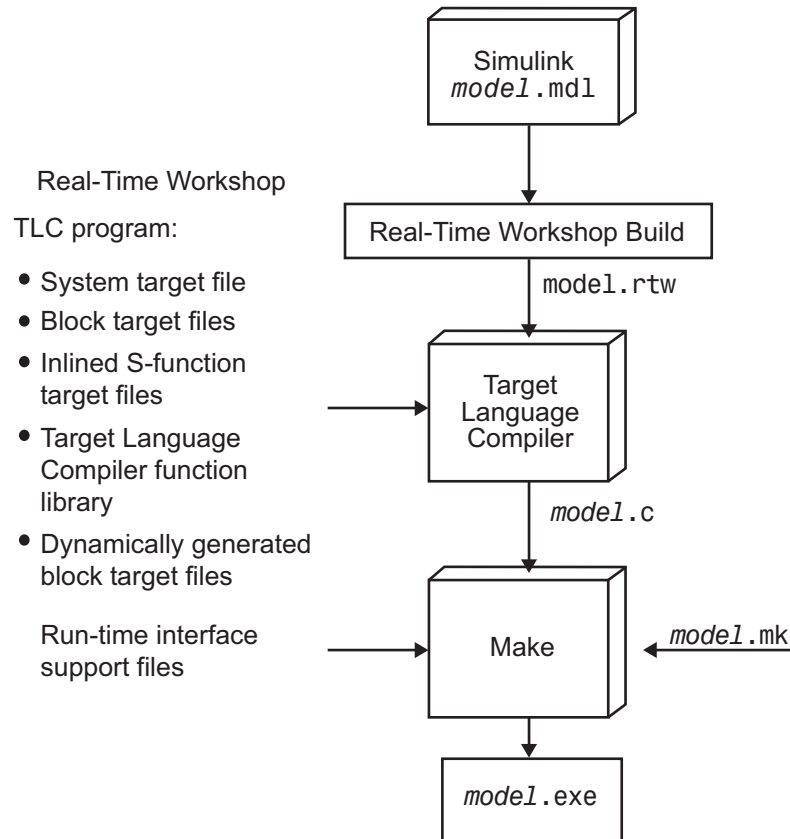 Simulink
model.mdl
Real-Time Workshop
TLC program:
• System target file
• Block target files
• Inlined S-function
target files
• Target Language
Compiler function
library
• Dynamically generated
block target files
Run-time interface
support files
Real-Time Workshop Build
model.rtw
Target
Language
Compiler
model.c
Make
model.mk
model.exe